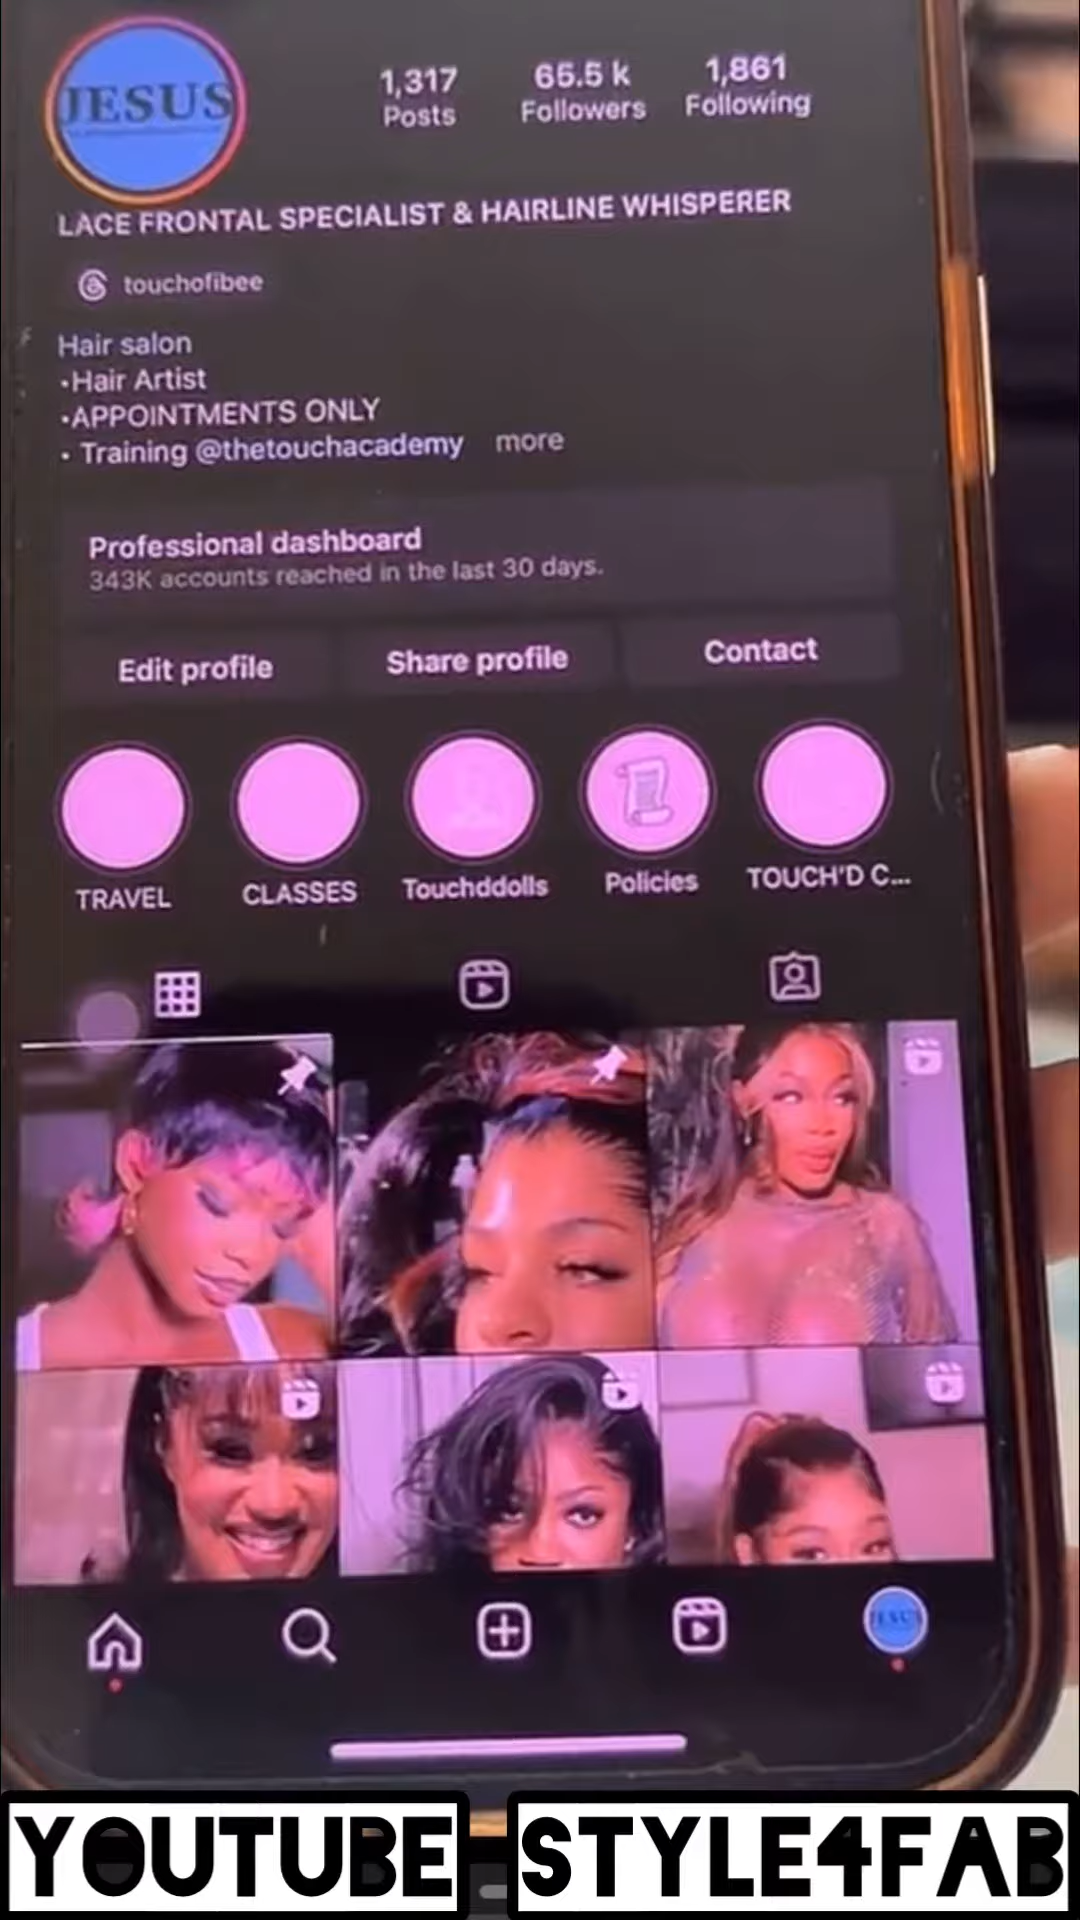 JESUS
1,317 65.5 k 1,861
Posts Followers Following
LACE FRONTAL SPECIALIST & HAIRLINE WHISPERER
touchofibee
Hair salon
•Hair Artist
•APPOINTMENTS ONLY
• Training @thetouchacademy more
Professional dashboard
343K accounts reached in the last 30 days.
Edit profile Share profile Contact
TRAVEL CLASSES Touchddolls Policies TOUCH'D C...
JESUS
YOUTUBE STYLE4FAB